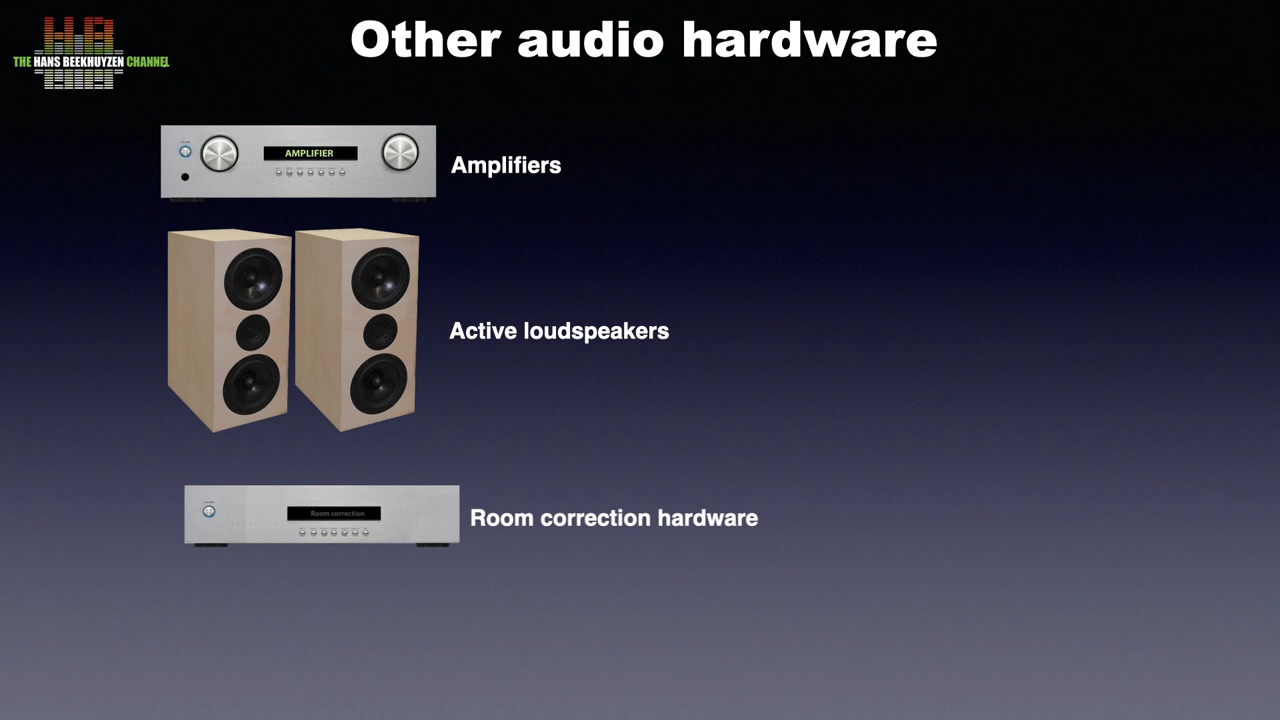 Other audio hardware
THE HANS BEEKHUYZEN CHANNEL
AMPLIFIER
Amplifiers
Active loudspeakers
Room correction
Room correction hardware